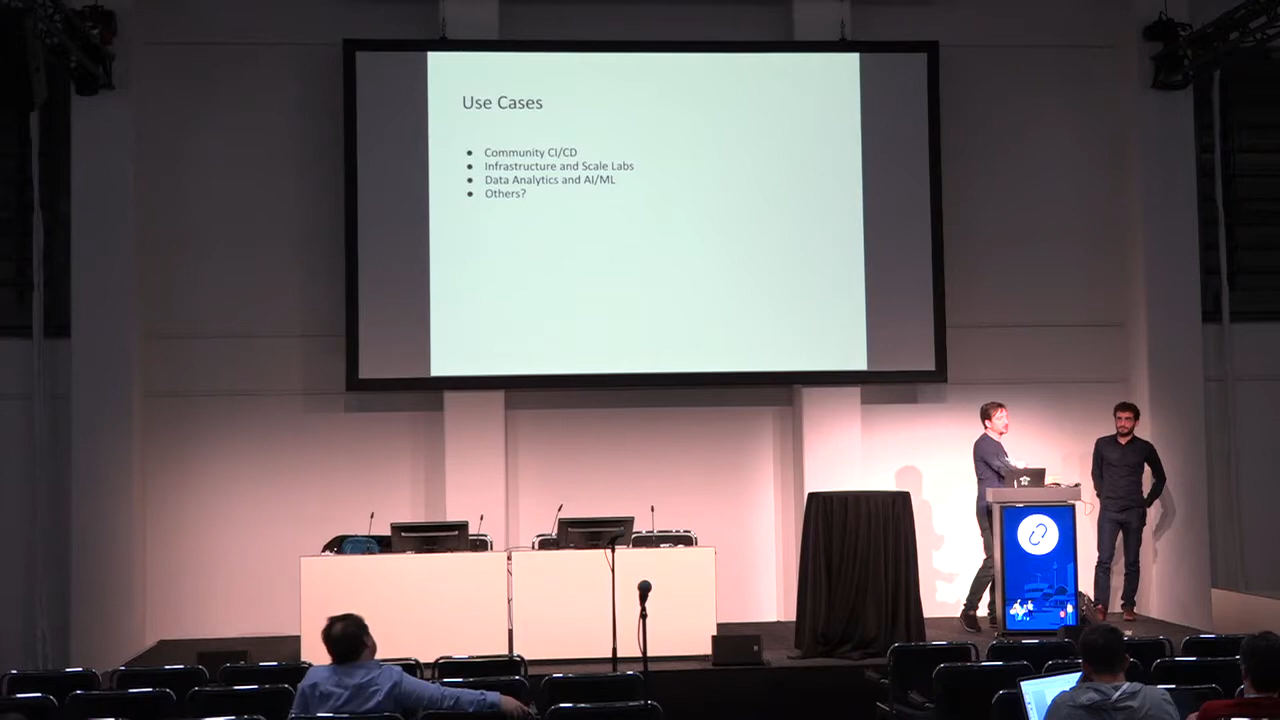 Use Cases
● Community CI/CD
● Infrastructure and Scale Labs
● Data Analytics and AI/ML
● Others?